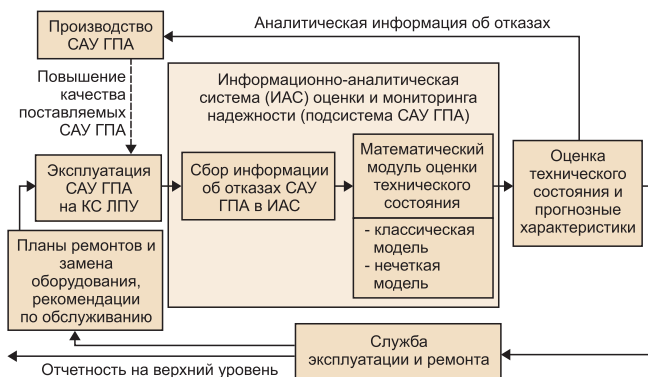 Аналитическая информация об отказах
Производство
САУ ГПА
Повышение
качества
поставляемых
САУ ГПА
Информационно-аналитическая
система (ИАС) оценки и мониторинга
надежности (подсистема САУ ГПА)
Эксплуатация
САУ ГПА
на КС ЛПУ
Сбор информации
об отказах САУ
ГПА в ИАС
Математический
модуль оценки
технического
состояния
- классическая
модель
- нечеткая
модель
Оценка
технического
состояния и
прогнозные
характеристики
Планы ремонтов и
замена
оборудования,
рекомендации
по обслуживанию
Служба
эксплуатации и ремонта
Отчетность на верхний уровень